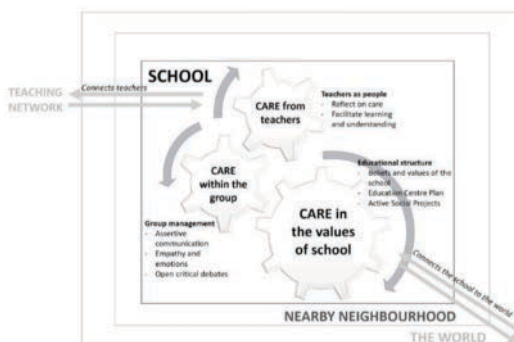 SCHOOL
TEACHING
NETWORK
Connects teachers
CARE from
teachers
Teachers as people
- Reflect on care
- Facilitate learning
and understanding
CARE
within the
group
Educational structure
- Beliefs and values of the
school
- Education Centre Plan
- Active Social Projects
CARE in
the values
of school
Group management
- Assertive
communication
- Empathy and
emotions
- Open critical debates
Connects the school to the world
NEARBY NEIGHBOURHOOD
THE WORLD